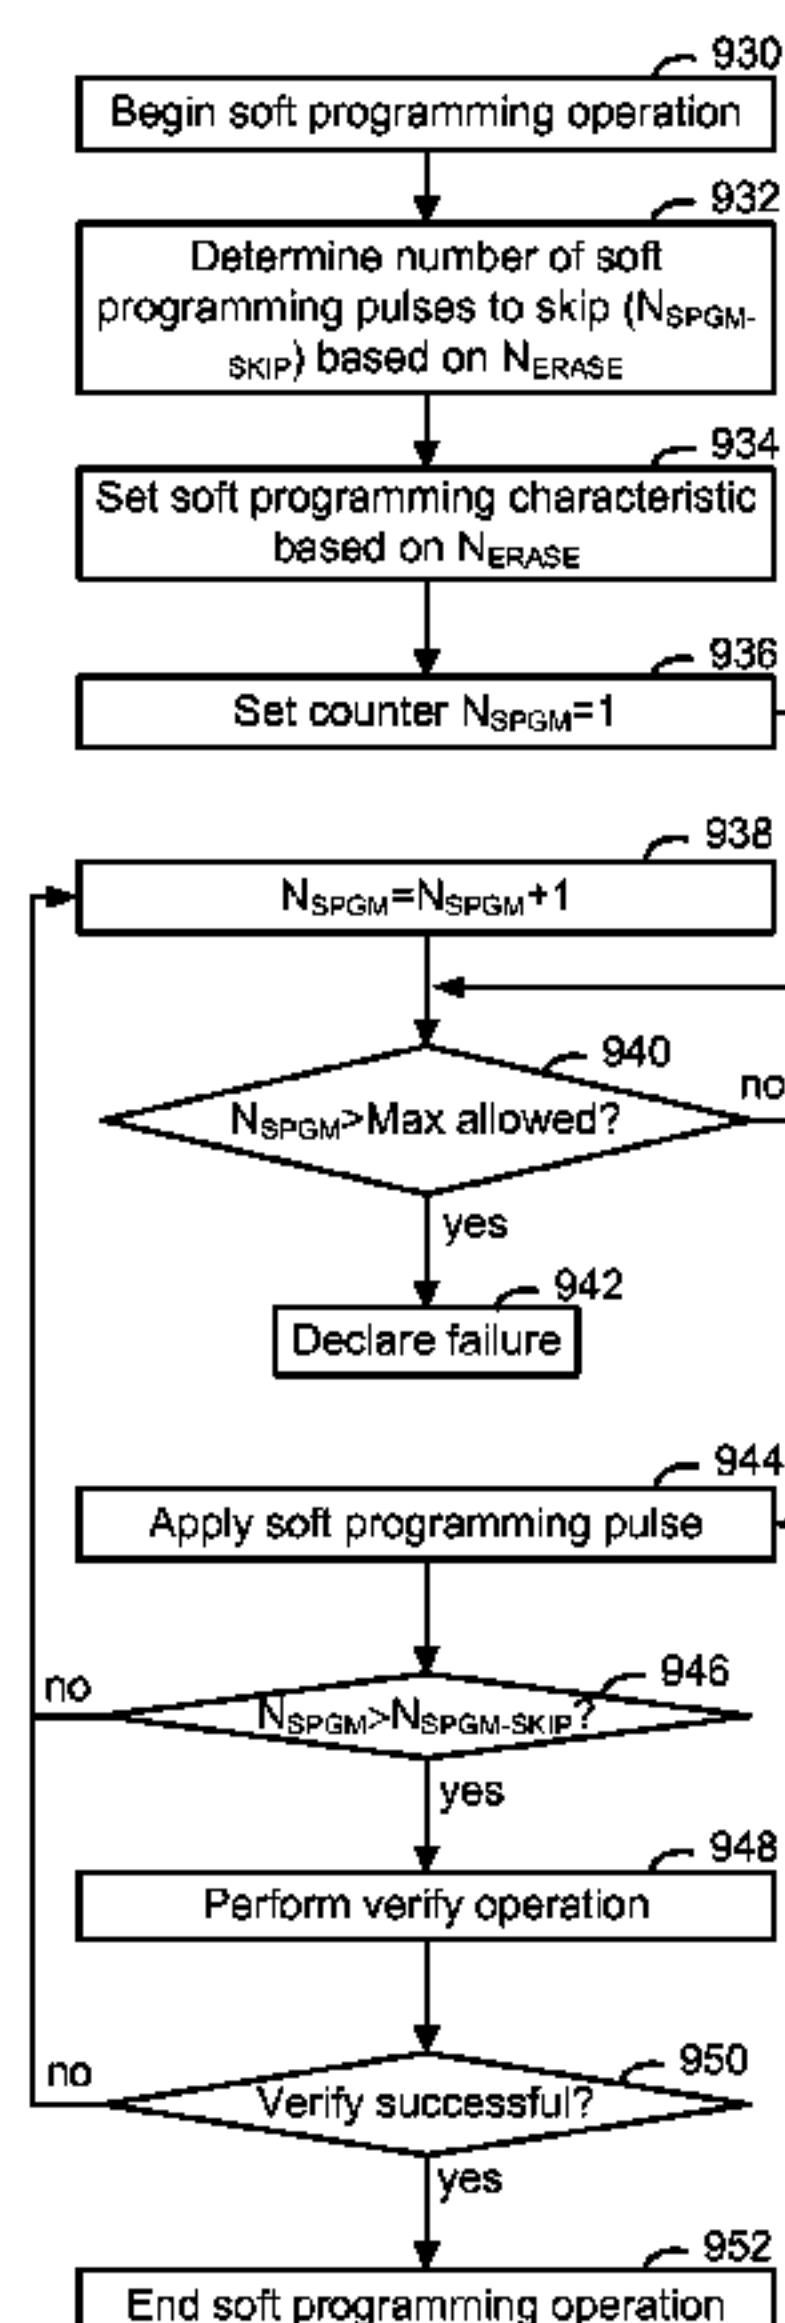 930
Begin soft programming operation
932
Determine number of soft
programming pulses to skip (NSPGM-
SKIP) based on NERASE
934
Set soft programming characteristic
based on NERASE
936
Set counter NSPGM=1
938
NSPGM=NSPGM+1
940
no
NSPGM>Max allowed?
yes
942
Declare failure
944
Apply soft programming pulse
946
no
NSPGM>NSPGM-SKIP?
yes
948
Perform verify operation
950
no
Verify successful?
yes
952
End soft programming operation